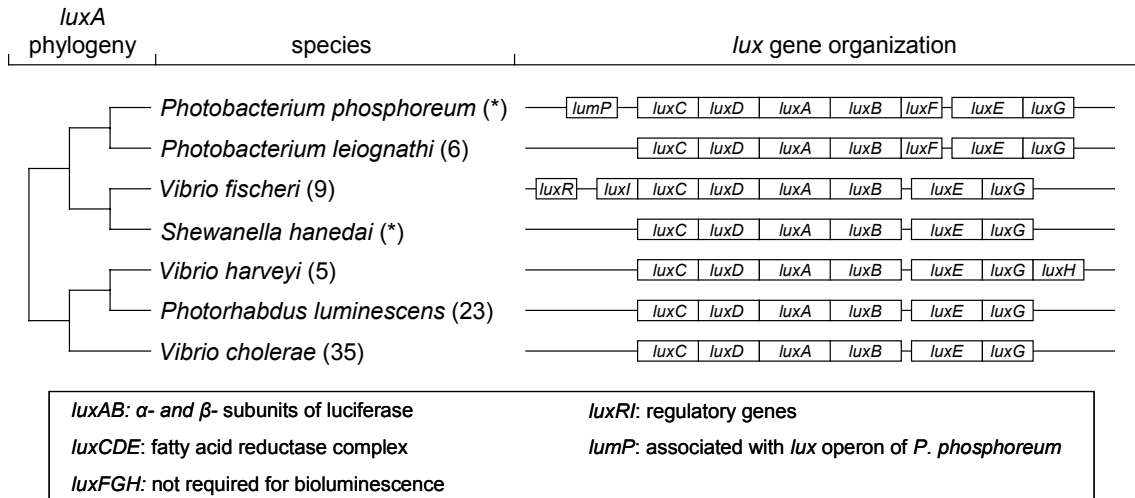 luxA phylogeny species lux gene organization
Photobacterium phosphoreum (*) lumP luxC luxD luxA luxB luxF luxE luxG
Photobacterium leiognathi (6) luxC luxD luxA luxB luxF luxE luxG
Vibrio fischeri (9) luxR luxI luxC luxD luxA luxB luxE luxG
Shewanella hanedai (*) luxC luxD luxA luxB luxE luxG
Vibrio harveyi (5) luxC luxD luxA luxB luxE luxG luxH
Photorhabdus luminescens (23) luxC luxD luxA luxB luxE luxG
Vibrio cholerae (35) luxC luxD luxA luxB luxE luxG
luxAB: α- and β- subunits of luciferase luxRI: regulatory genes
luxCDE: fatty acid reductase complex lumP: associated with lux operon of P. phosphoreum
luxFGH: not required for bioluminescence